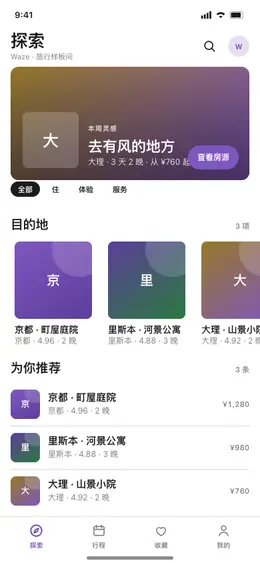 9:41
探索
Waze · 旅行样板间
W
本周灵感
大
去有风的地方
大理 · 3 天 2 晚 · 从 ¥760 起
查看房源
全部
住
体验
服务
目的地
3 项
京
里
大
京都 · 町屋庭院
里斯本 · 河景公寓
大理 · 山景小院
京都 · 4.96 · 2 晚
里斯本 · 4.88 · 3 晚
大理 · 4.92 · 2 晚
为你推荐
3 条
京
京都 · 町屋庭院
京都 · 4.96 · 2 晚
¥1,280
里
里斯本 · 河景公寓
里斯本 · 4.88 · 3 晚
¥980
大
大理 · 山景小院
大理 · 4.92 · 2 晚
¥760
探索
行程
收藏
我的